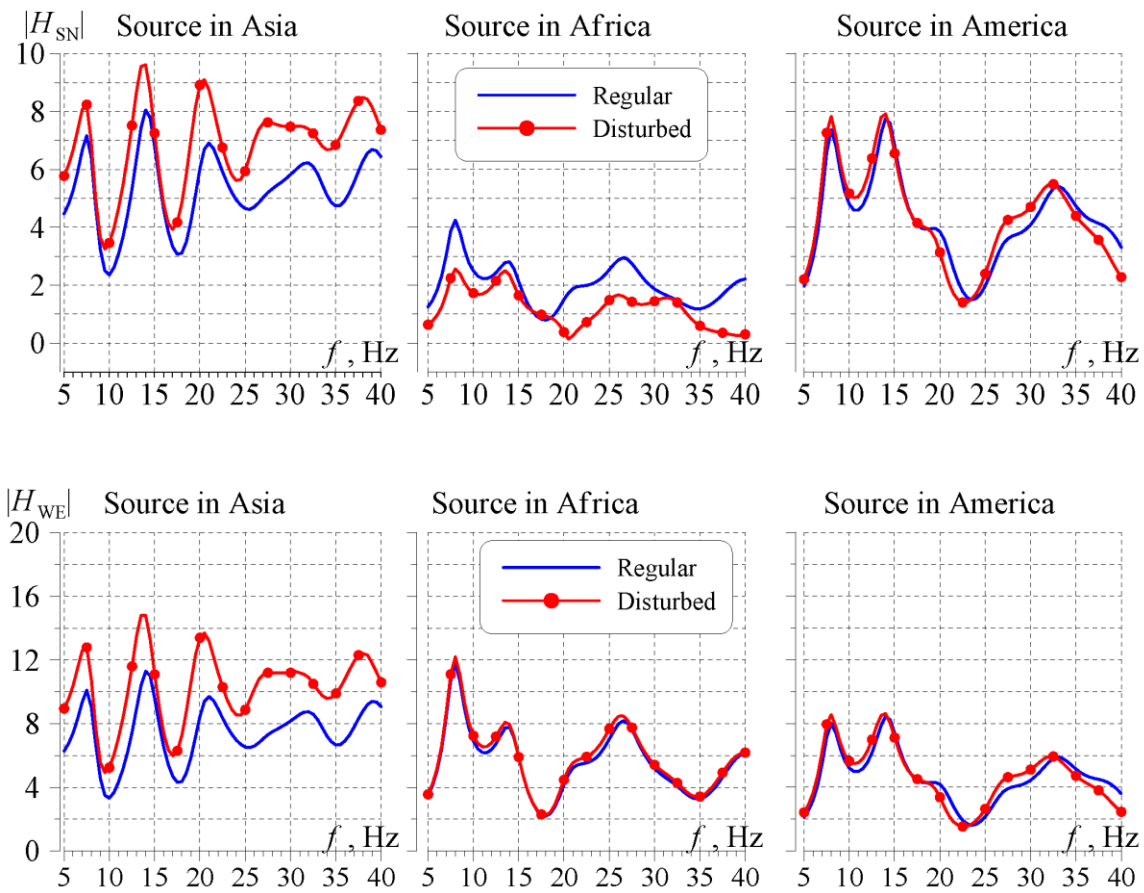 |H_SN| Source in Asia Source in Africa Source in America
10
8
6
4
2
0
Regular
Disturbed
f , Hz f , Hz f , Hz
5 10 15 20 25 30 35 40 5 10 15 20 25 30 35 40 5 10 15 20 25 30 35 40
|H_WE| Source in Asia Source in Africa Source in America
20
16
12
8
4
0
Regular
Disturbed
f , Hz f , Hz f , Hz
5 10 15 20 25 30 35 40 5 10 15 20 25 30 35 40 5 10 15 20 25 30 35 40